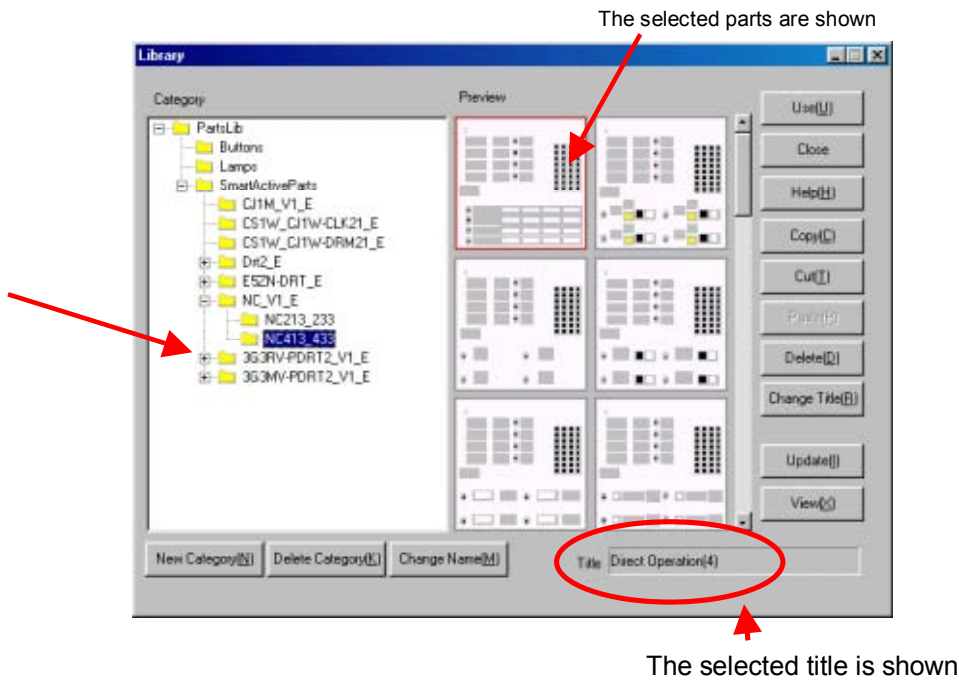 The selected parts are shown
Library
Category
Preview
PartsLib
Buttons
Lamps
SmartActiveParts
CJ1M_V1_E
CS1W_CJ1W-CLK21_E
CS1W_CJ1W-DRM21_E
Drt2_E
E5ZN-DRT_E
NC_V1_E
NC213_233
NC413_433
3G3RV-PDRT2_V1_E
3G3MV-PDRT2_V1_E
Use(U)
Close
Help(H)
Copy(C)
Cut(T)
Paste(P)
Delete(D)
Change Title(R)
Update(I)
View(X)
New Category(N) Delete Category(K) Change Name(M)
Title Direct Operation(4)
The selected title is shown